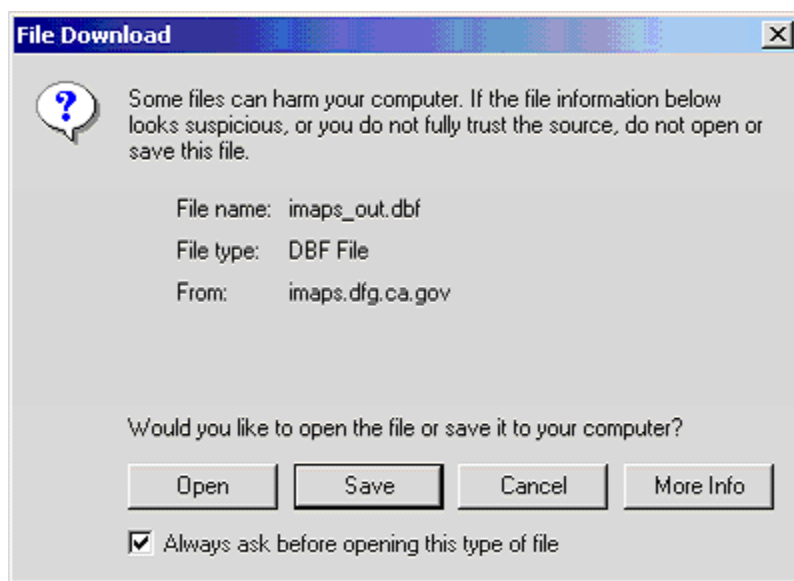 File Download
Some files can harm your computer. If the file information below
looks suspicious, or you do not fully trust the source, do not open or
save this file.
File name: imaps_out.dbf
File type: DBF File
From: imaps.dfg.ca.gov
Would you like to open the file or save it to your computer?
Open Save Cancel More Info
Always ask before opening this type of file